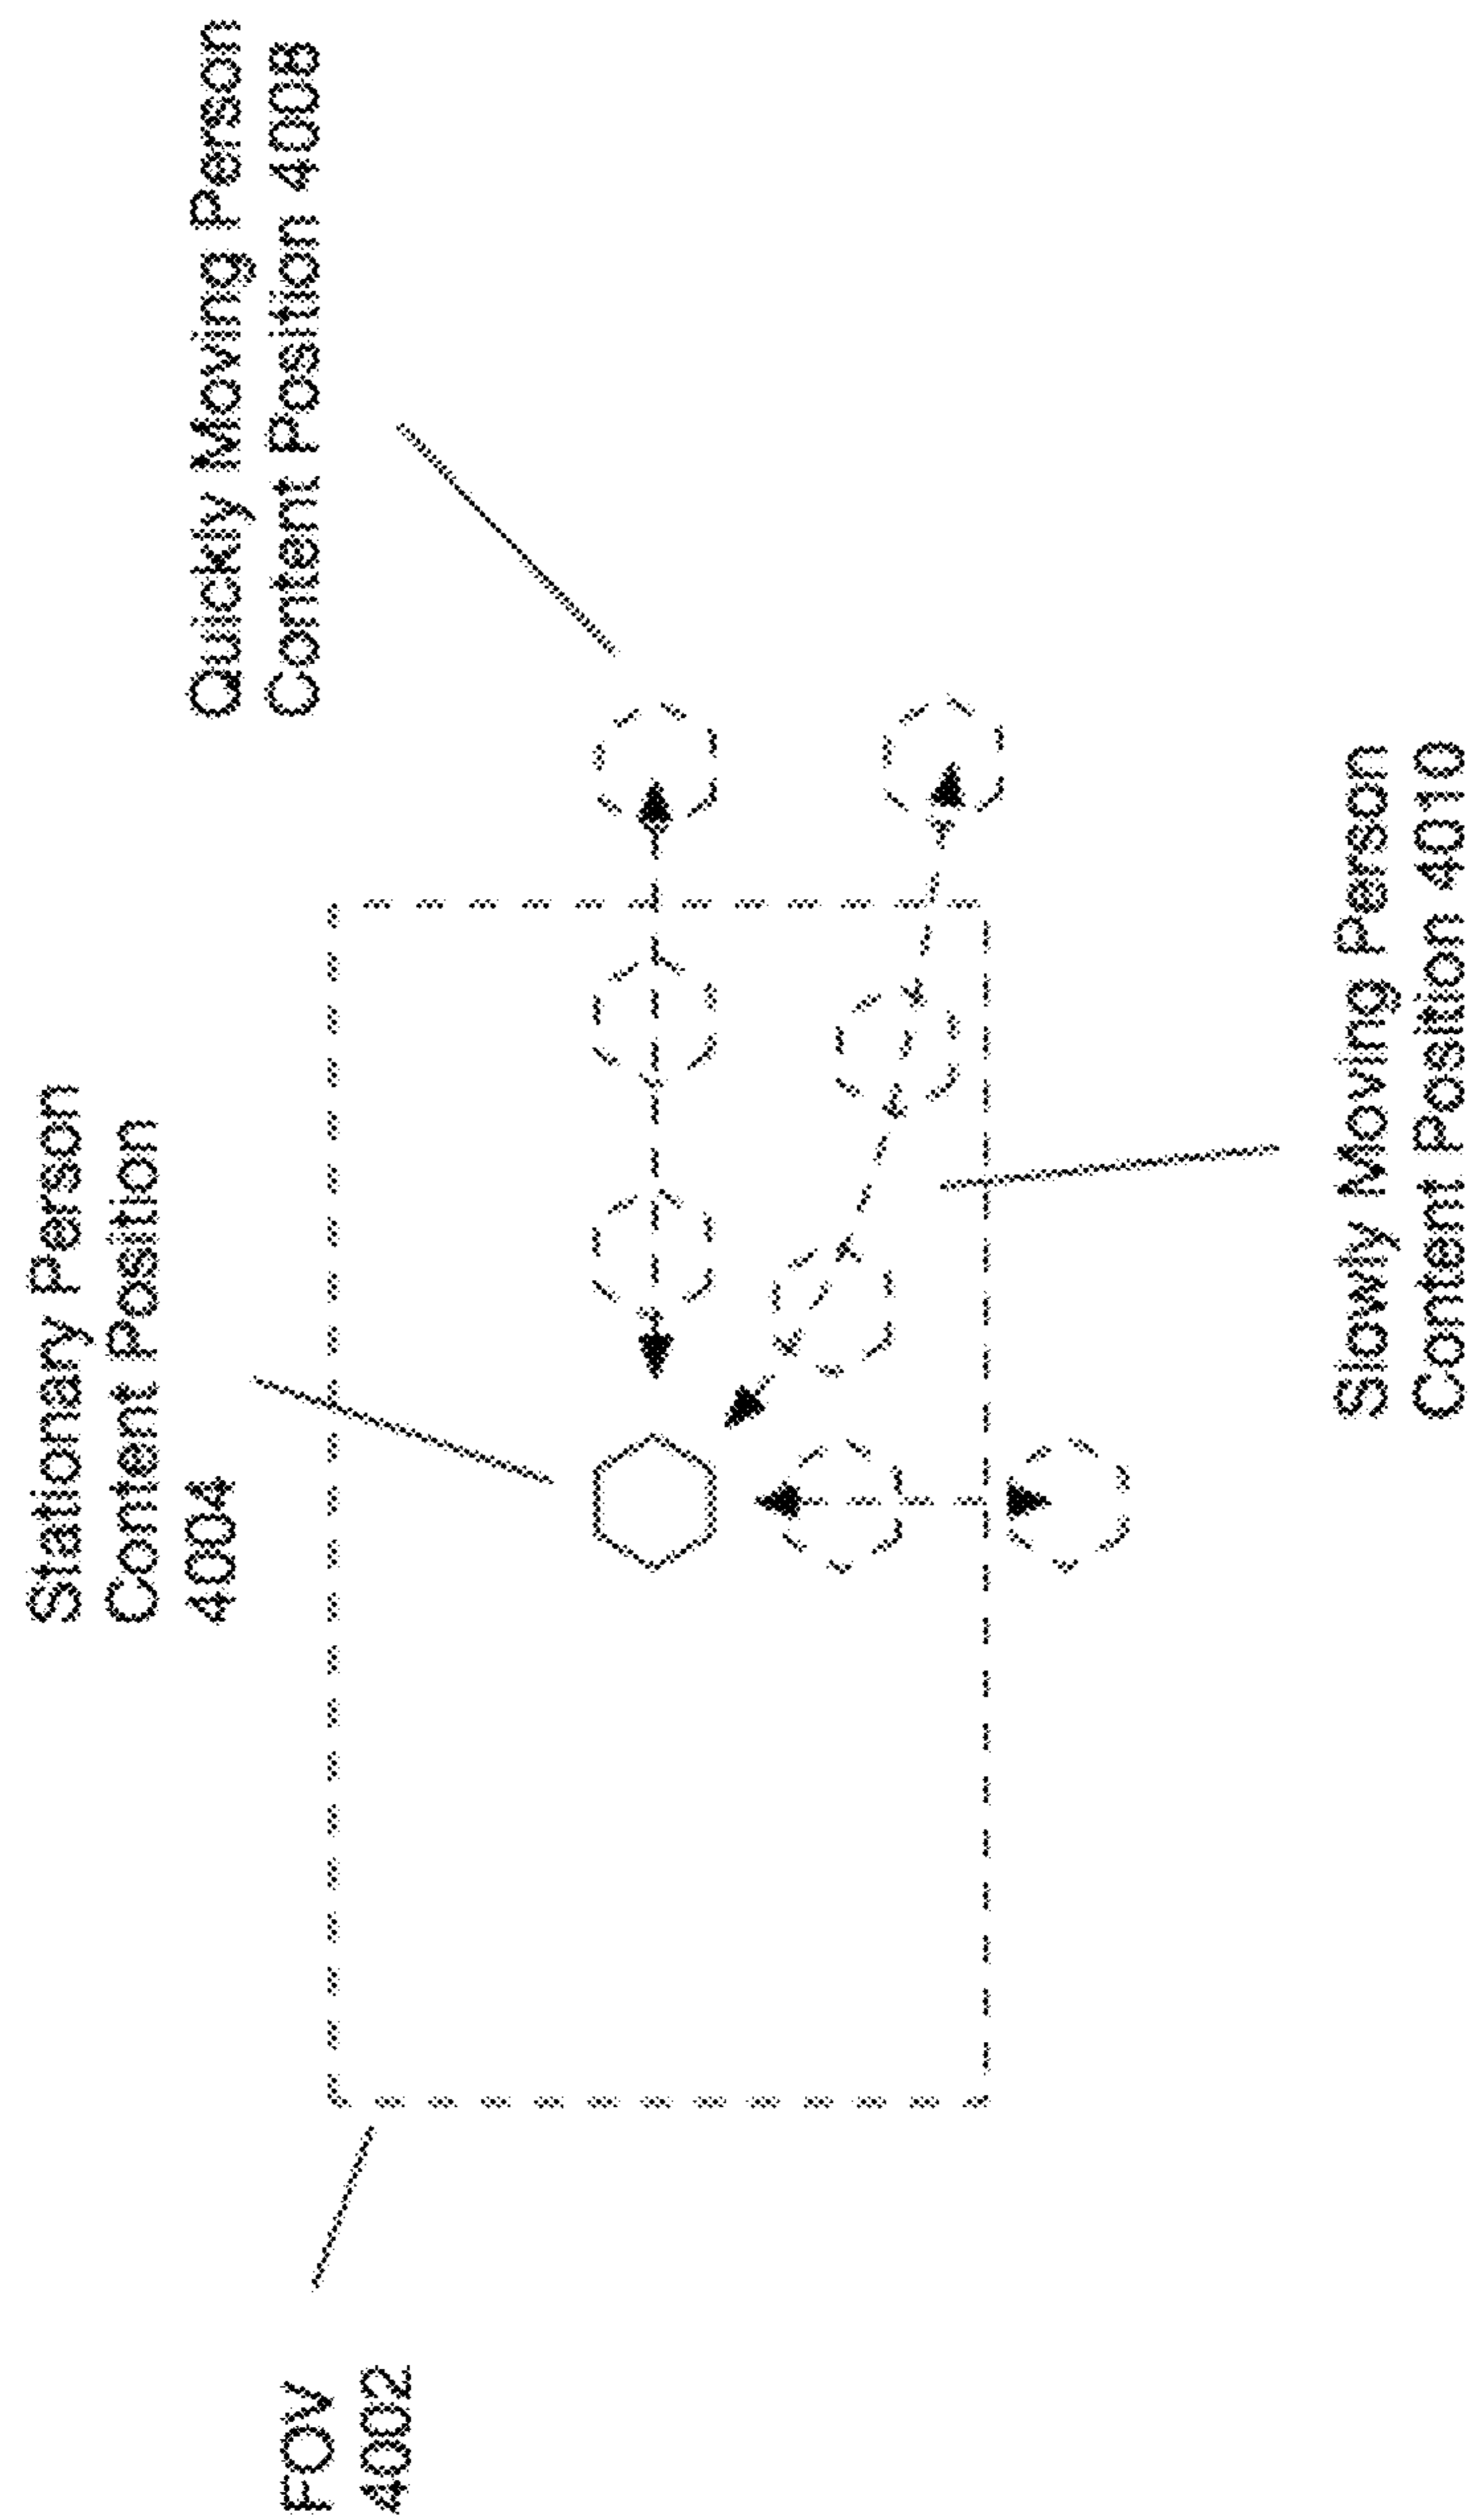 FOV
4002
Stationary Person
Content Position
4004
Quickly Moving Person
Content Position 4008
Slowly Moving Person
Content Position 4010